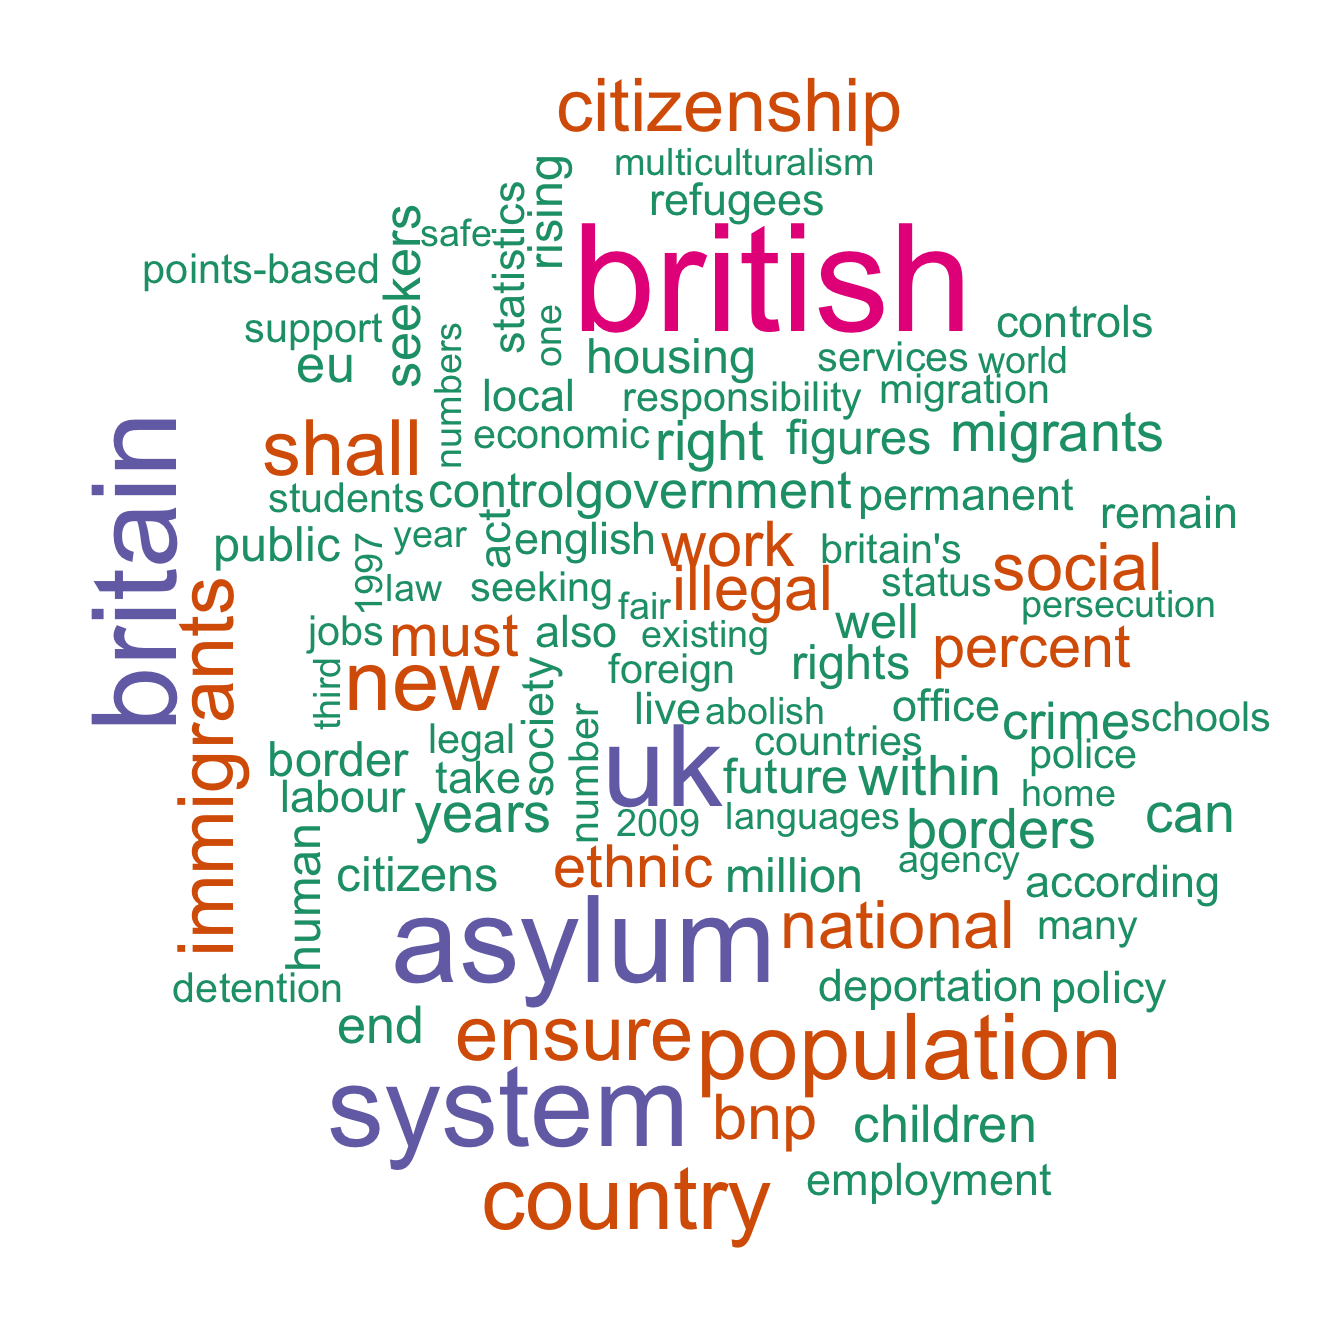 citizenship
multiculturalism
refugees
rising
statistics
safe
seekers
british
points-based
support
one
controls
eu
numbers
housing
services
world
local
responsibility
migration
britain
shall
economic
right
figures
migrants
students
control
government
permanent
remain
public
1997
year
act
english
work
britain's
social
law
seeking
fair
illegal
status
persecution
immigrants
jobs
must
also
existing
well
percent
third
new
society
foreign
rights
live
abolish
office
crime
schools
border
legal
number
uk
countries
police
labour
take
future
within
home
years
2009
languages
borders
can
human
citizens
ethnic
million
agency
according
asylum
national
many
detention
deportation
policy
end
ensure
population
system
bnp
children
country
employment